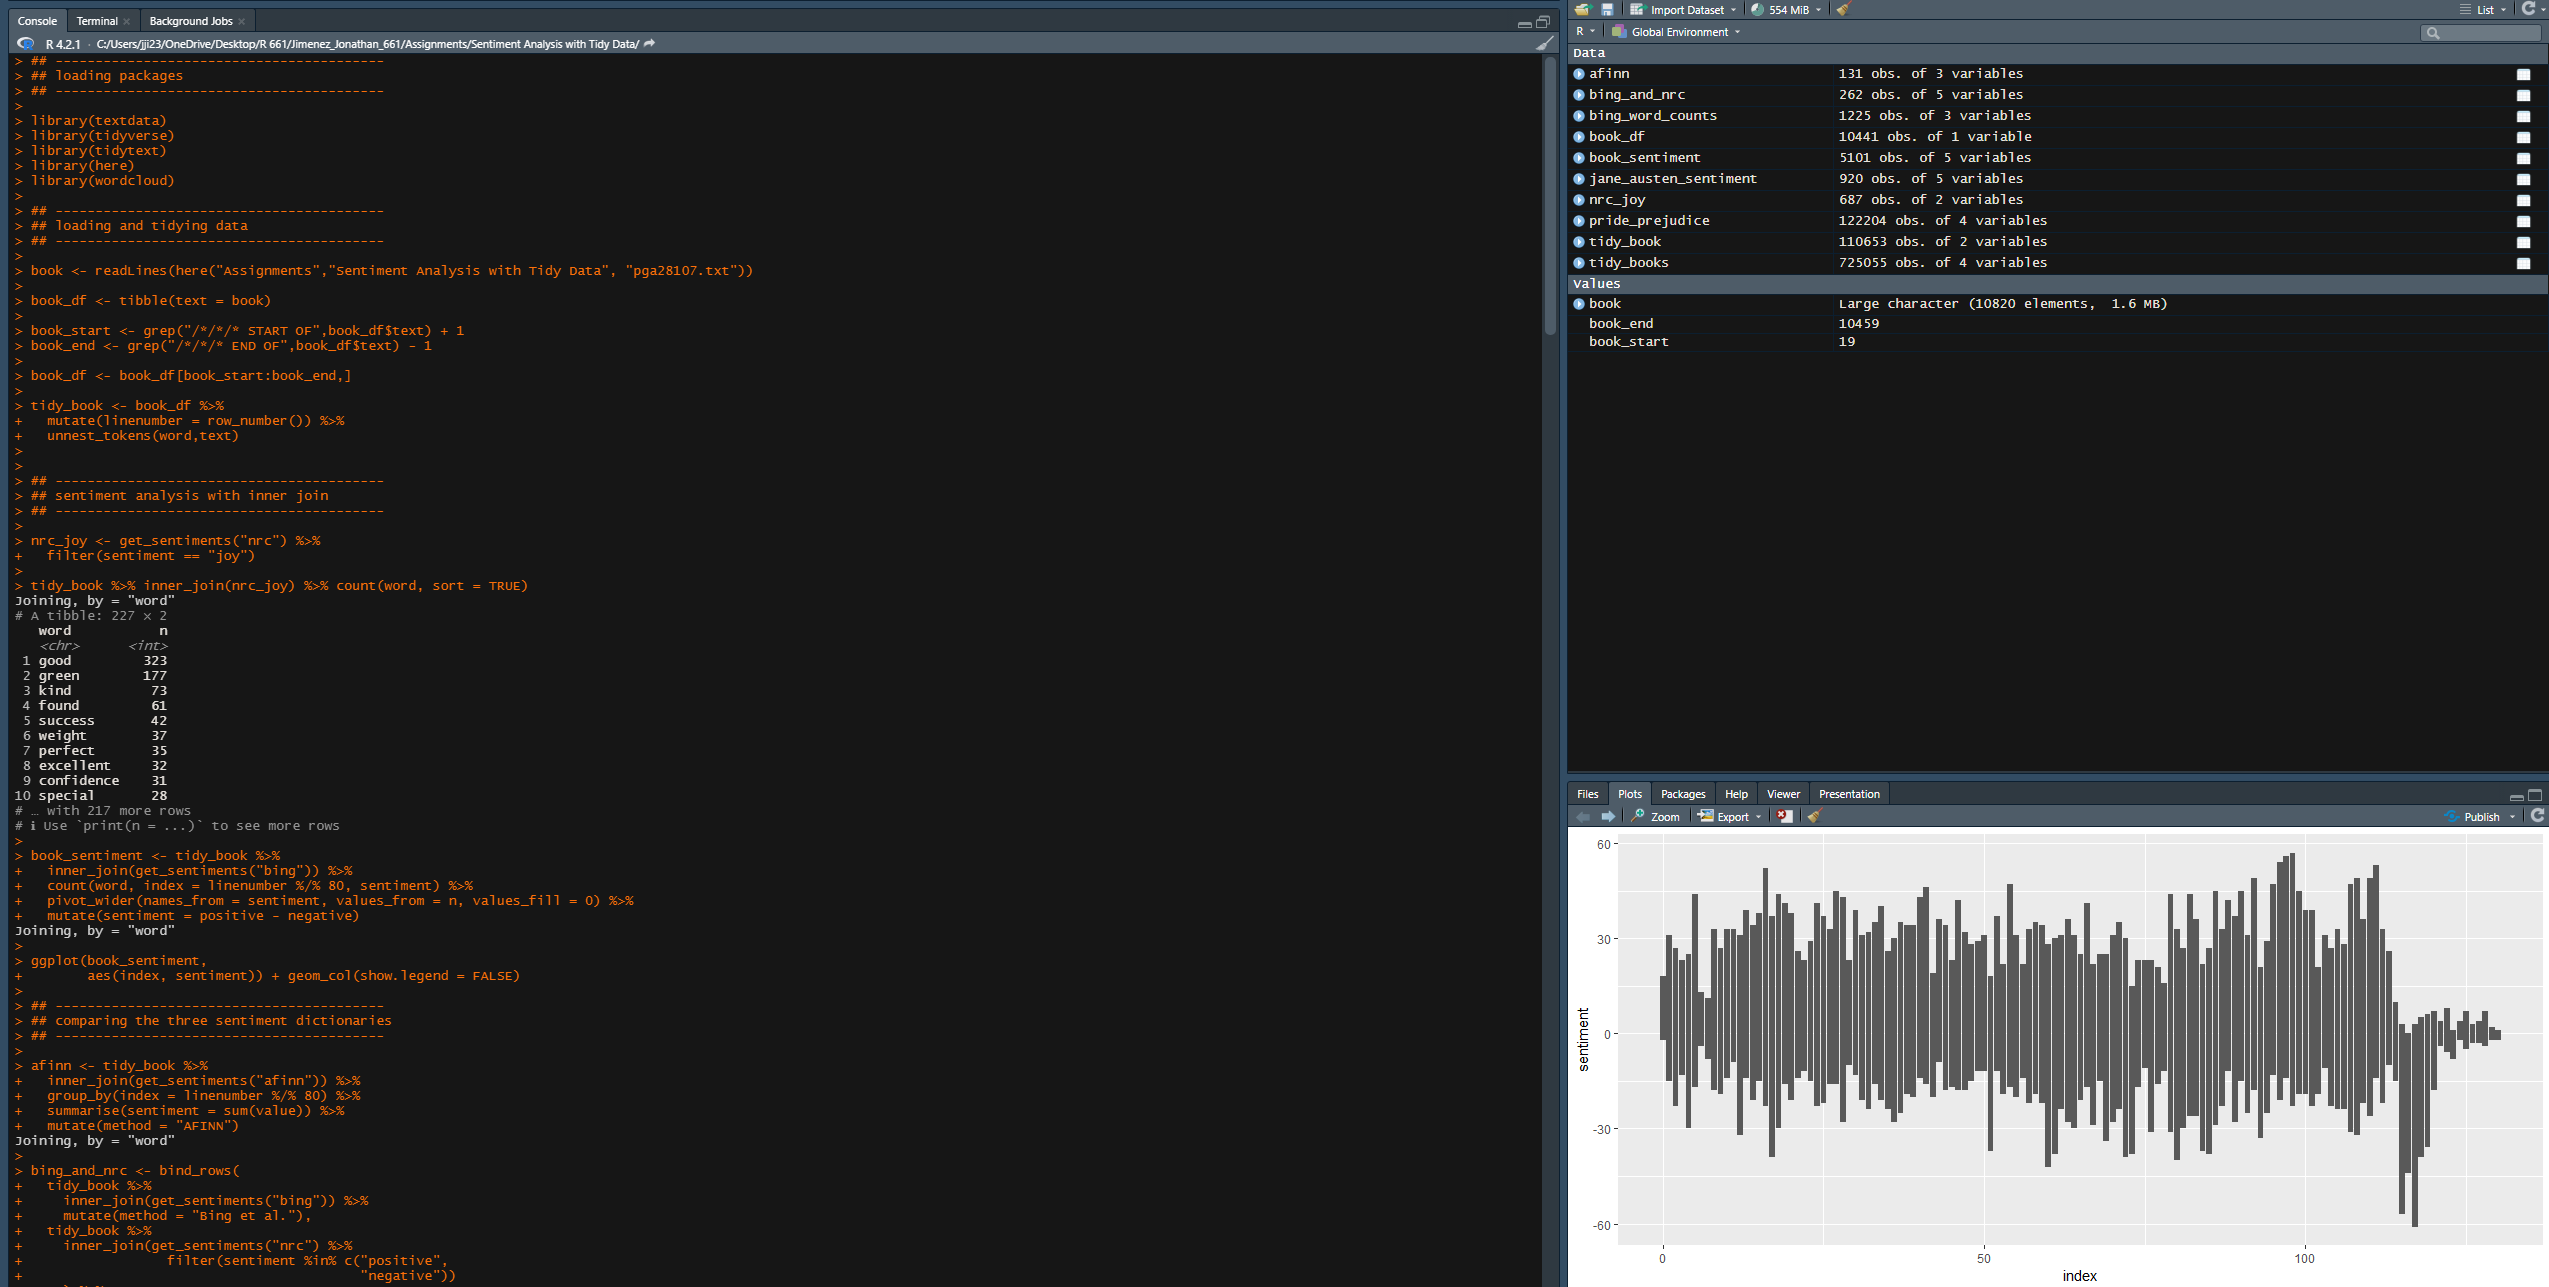 Console Terminal Background Jobs
R 4.2.1 · C:/Users/jji23/OneDrive/Desktop/R 661/Jimenez_Jonathan_661/Assignments/Sentiment Analysis with Tidy Data/
> ## -----------------------------------------
> ## loading packages
> ## -----------------------------------------
>
> library(textdata)
> library(tidyverse)
> library(tidytext)
> library(here)
> library(wordcloud)
>
> ## -----------------------------------------
> ## loading and tidying data
> ## -----------------------------------------
>
> book <- readLines(here("Assignments","Sentiment Analysis with Tidy Data", "pga28107.txt"))
>
> book_df <- tibble(text = book)
>
> book_start <- grep("/*/*/* START OF",book_df$text) + 1
> book_end <- grep("/*/*/* END OF",book_df$text) - 1
>
> book_df <- book_df[book_start:book_end,]
>
> tidy_book <- book_df %>%
+   mutate(linenumber = row_number()) %>%
+   unnest_tokens(word,text)
>
>
> ## -----------------------------------------
> ## sentiment analysis with inner join
> ## -----------------------------------------
>
> nrc_joy <- get_sentiments("nrc") %>%
+   filter(sentiment == "joy")
>
> tidy_book %>% inner_join(nrc_joy) %>% count(word, sort = TRUE)
Joining, by = "word"
# A tibble: 227 × 2
   word           n
   <chr>      <int>
 1 good         323
 2 green        177
 3 kind          73
 4 found         61
 5 success       42
 6 weight        37
 7 perfect       35
 8 excellent     32
 9 confidence    31
10 special       28
# … with 217 more rows
# ℹ Use `print(n = ...)` to see more rows
>
> book_sentiment <- tidy_book %>%
+   inner_join(get_sentiments("bing")) %>%
+   count(word, index = linenumber %/% 80, sentiment) %>%
+   pivot_wider(names_from = sentiment, values_from = n, values_fill = 0) %>%
+   mutate(sentiment = positive - negative)
Joining, by = "word"
>
> ggplot(book_sentiment,
+        aes(index, sentiment)) + geom_col(show.legend = FALSE)
>
> ## -----------------------------------------
> ## comparing the three sentiment dictionaries
> ## -----------------------------------------
>
> afinn <- tidy_book %>%
+   inner_join(get_sentiments("afinn")) %>%
+   group_by(index = linenumber %/% 80) %>%
+   summarise(sentiment = sum(value)) %>%
+   mutate(method = "AFINN")
Joining, by = "word"
>
> bing_and_nrc <- bind_rows(
+   tidy_book %>%
+     inner_join(get_sentiments("bing")) %>%
+     mutate(method = "Bing et al."),
+   tidy_book %>%
+     inner_join(get_sentiments("nrc") %>%
+                  filter(sentiment %in% c("positive",
+                                          "negative"))
Import Dataset 554 MiB List
R Global Environment
Data
afinn 131 obs. of 3 variables
bing_and_nrc 262 obs. of 5 variables
bing_word_counts 1225 obs. of 3 variables
book_df 10441 obs. of 1 variable
book_sentiment 5101 obs. of 5 variables
jane_austen_sentiment 920 obs. of 5 variables
nrc_joy 687 obs. of 2 variables
pride_prejudice 122204 obs. of 4 variables
tidy_book 110653 obs. of 2 variables
tidy_books 725055 obs. of 4 variables
Values
book Large character (10820 elements, 1.6 MB)
book_end 10459
book_start 19
Files Plots Packages Help Viewer Presentation
Zoom Export Publish
60
30
0
-30
-60
sentiment
0 50 100
index